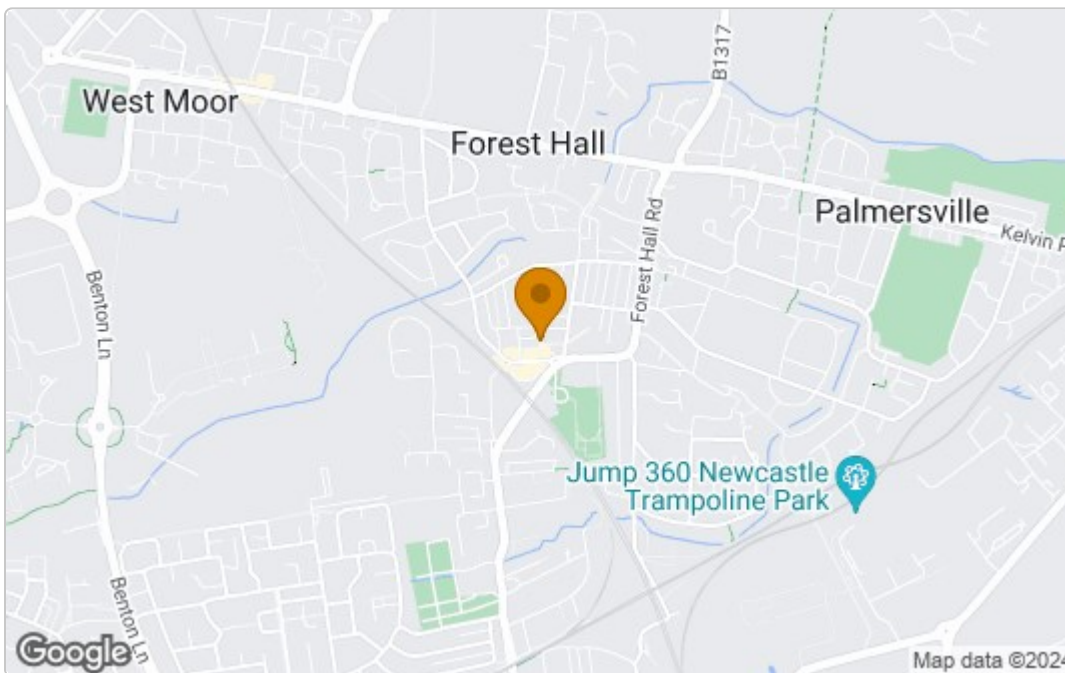 B1317
West Moor
Forest Hall
Palmersville
Kelvin
Forest Hall Rd
Benton Ln
Jump 360 Newcastle
Trampoline Park
Benton Ln
Google
Map data ©2024